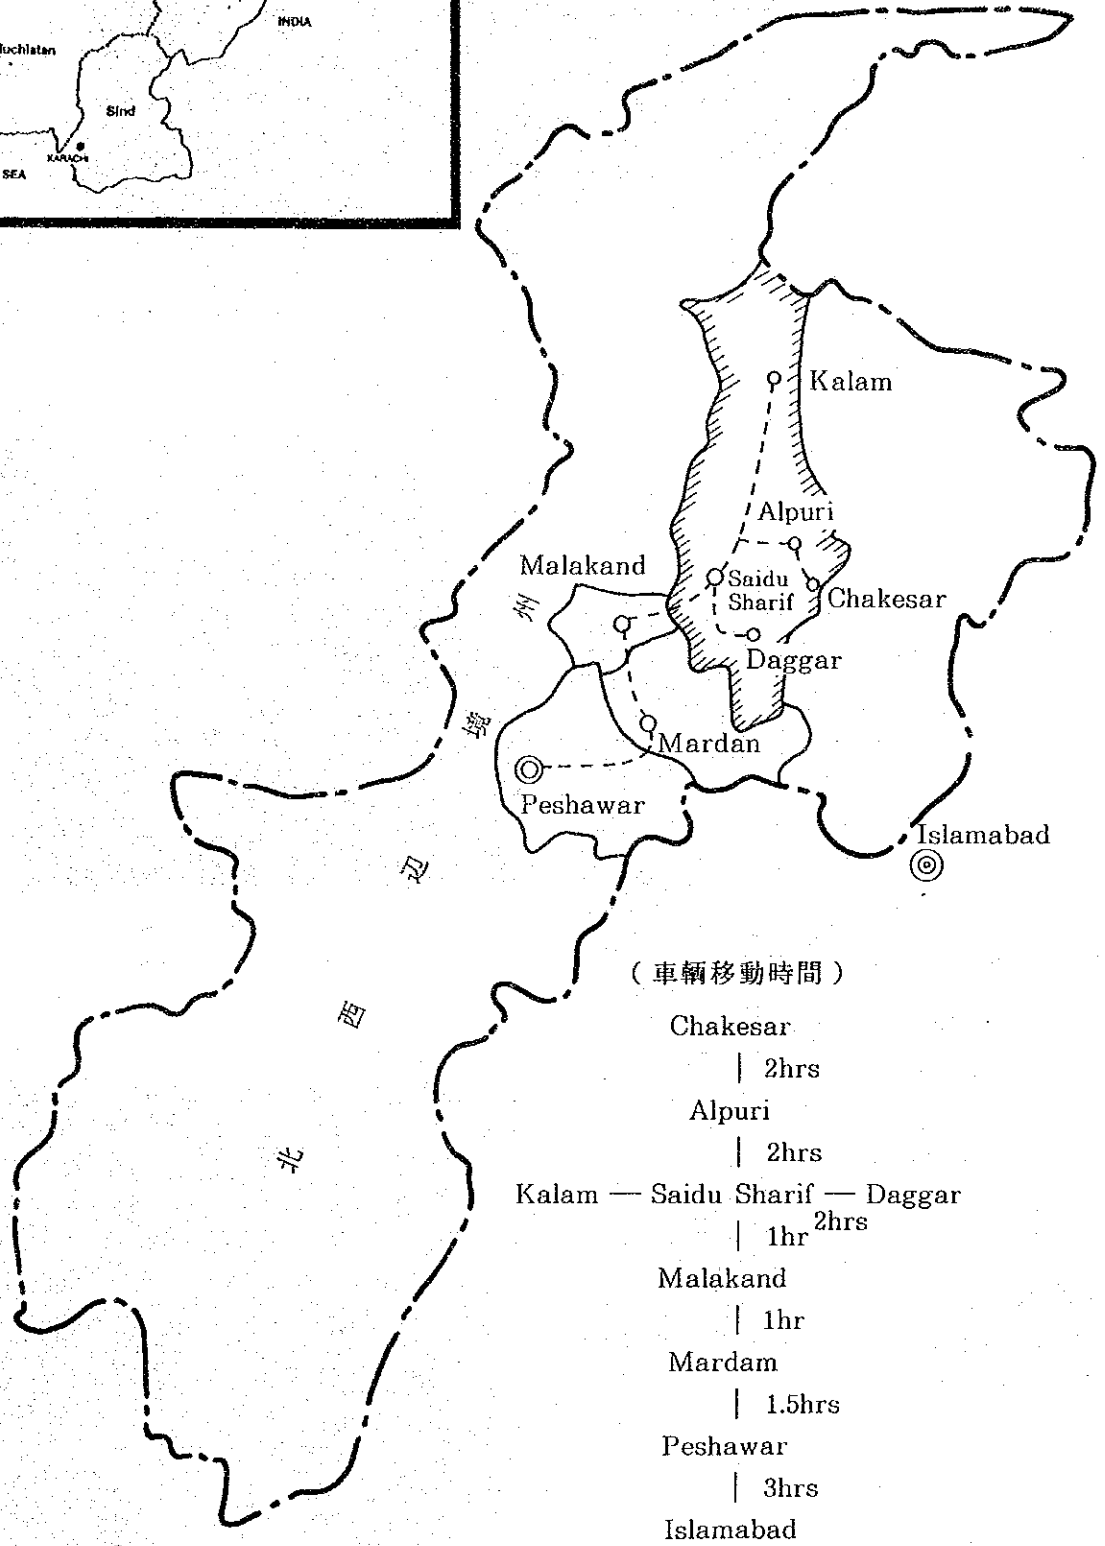 INDIA
luchistan
Sind
KARACHI
SEA
Kalam
Alpuri
Malakand
Saidu
Sharif
Chakesar
Daggar
Mardan
Peshawar
Islamabad
北西辺境州
(車輌移動時間)
Chakesar
| 2hrs
Alpuri
| 2hrs
Kalam — Saidu Sharif — Daggar
| 1hr 2hrs
Malakand
| 1hr
Mardam
| 1.5hrs
Peshawar
| 3hrs
Islamabad